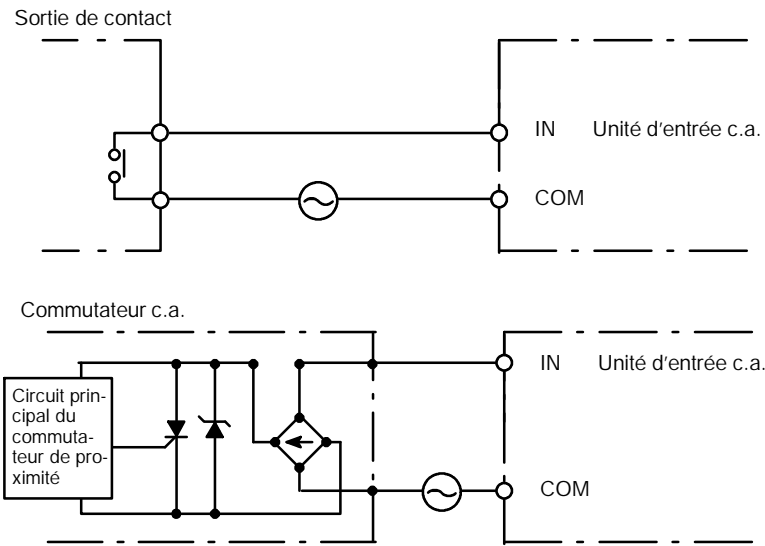 Sortie de contact
IN Unité d'entrée c.a.
COM
Commutateur c.a.
IN Unité d'entrée c.a.
Circuit prin-
cipal du
commuta-
teur de pro-
ximité
COM